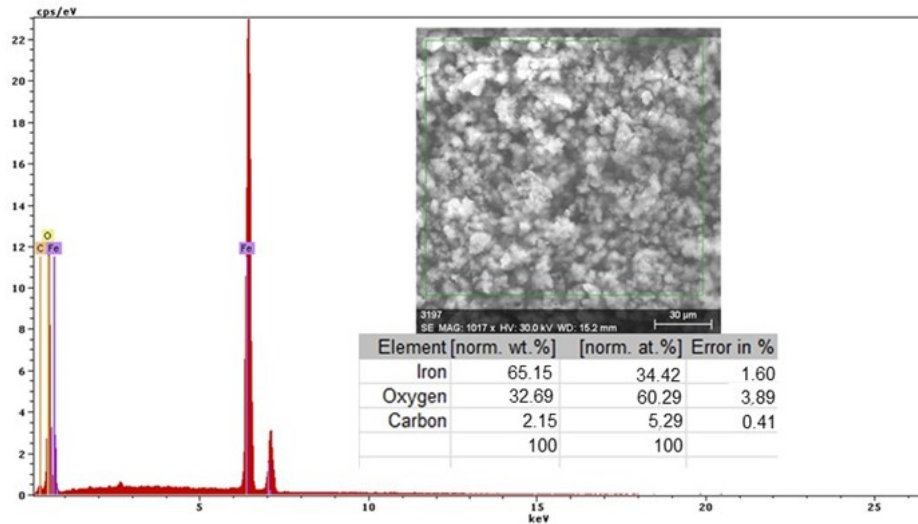 cps/eV
22
20
18
16
14
12
10
8
6
4
2
0
O
C Fe
Fe
5 10 15 20 25
keV
3197
SE MAG: 1017 x HV: 30.0 kV WD: 15.2 mm
30 µm
Element [norm. wt.%] [norm. at.%] Error in %
Iron 65.15 34.42 1.60
Oxygen 32.69 60.29 3.89
Carbon 2.15 5,29 0.41
100 100